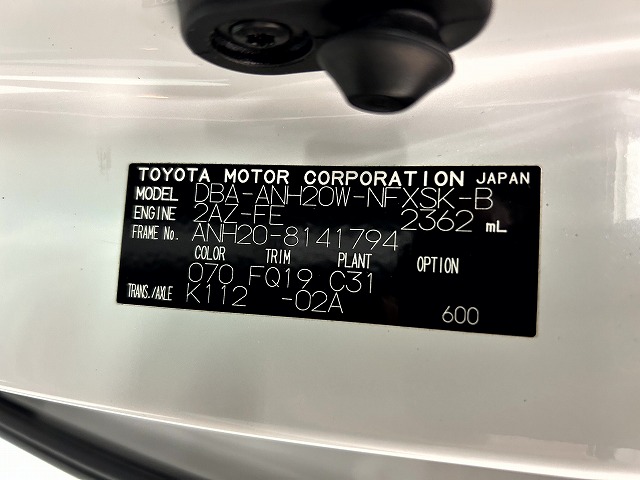 TOYOTA MOTOR CORPORATION JAPAN
MODEL DBA-ANH20W-NFXSK-B
ENGINE 2AZ-FE 2362 mL
FRAME No. ANH20-8141794
COLOR TRIM PLANT OPTION
070 FQ19 C31
TRANS./AXLE K112 -02A
600